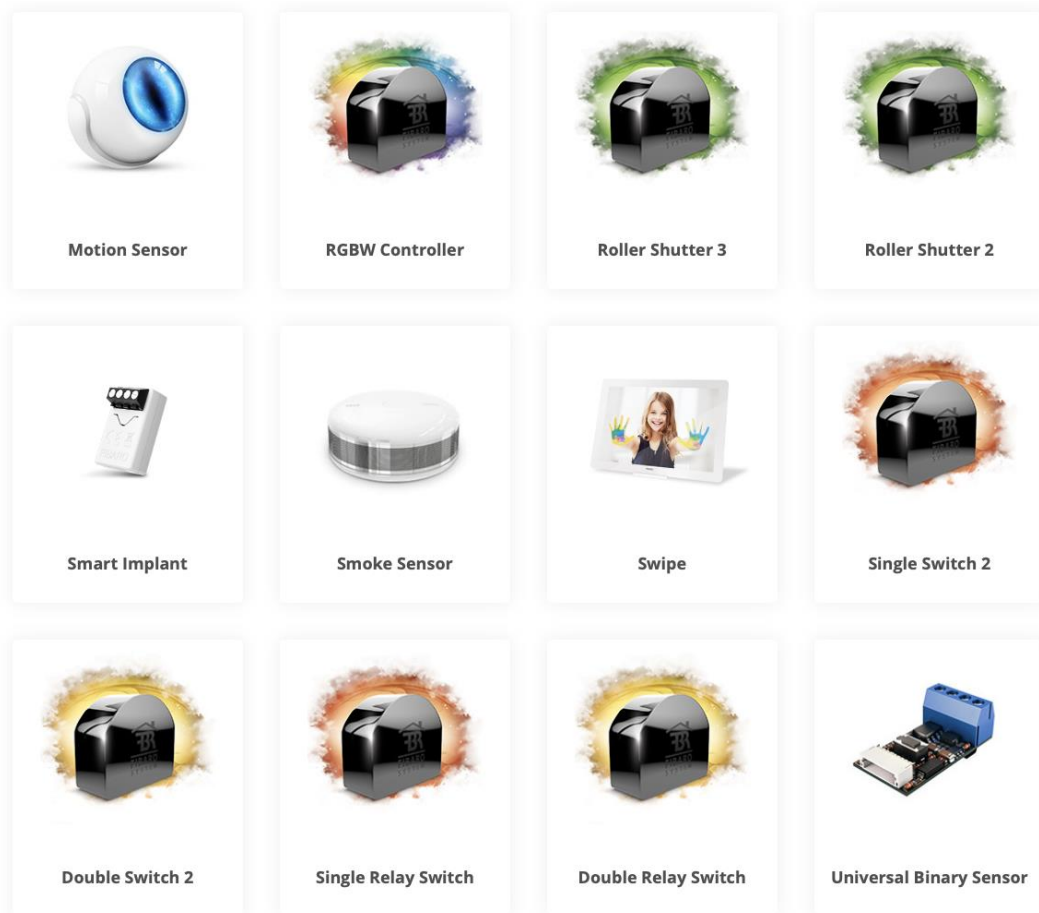 Motion Sensor
RGBW Controller
Roller Shutter 3
Roller Shutter 2
Smart Implant
Smoke Sensor
Swipe
Single Switch 2
Double Switch 2
Single Relay Switch
Double Relay Switch
Universal Binary Sensor